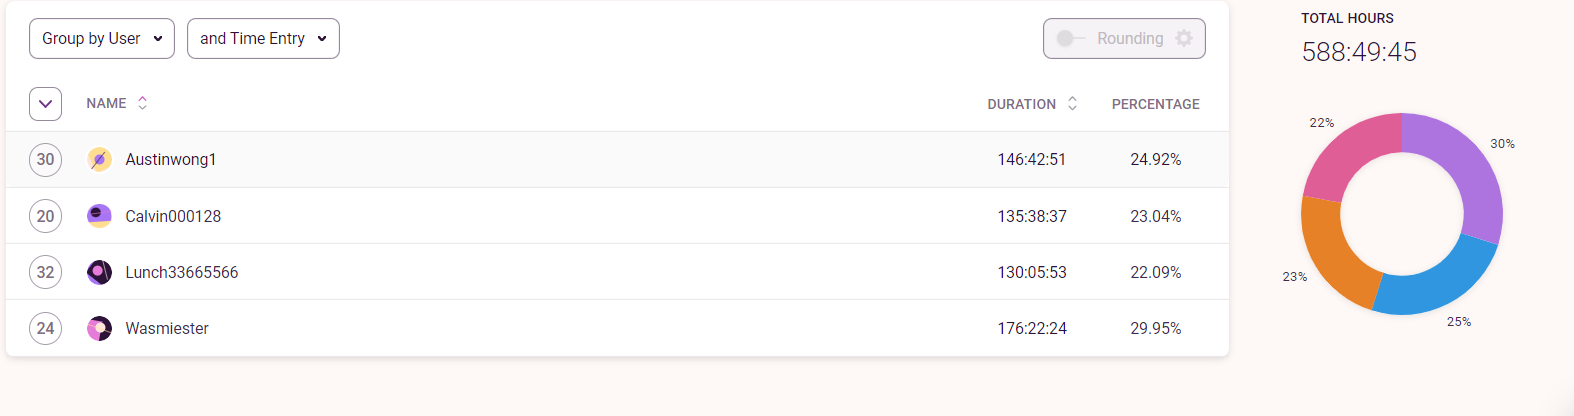 Group by User
and Time Entry
Rounding
NAME
DURATION
PERCENTAGE
30 Austinwong1 146:42:51 24.92%
20 Calvin000128 135:38:37 23.04%
32 Lunch33665566 130:05:53 22.09%
24 Wasmiester 176:22:24 29.95%
TOTAL HOURS
588:49:45
22%
30%
23%
25%